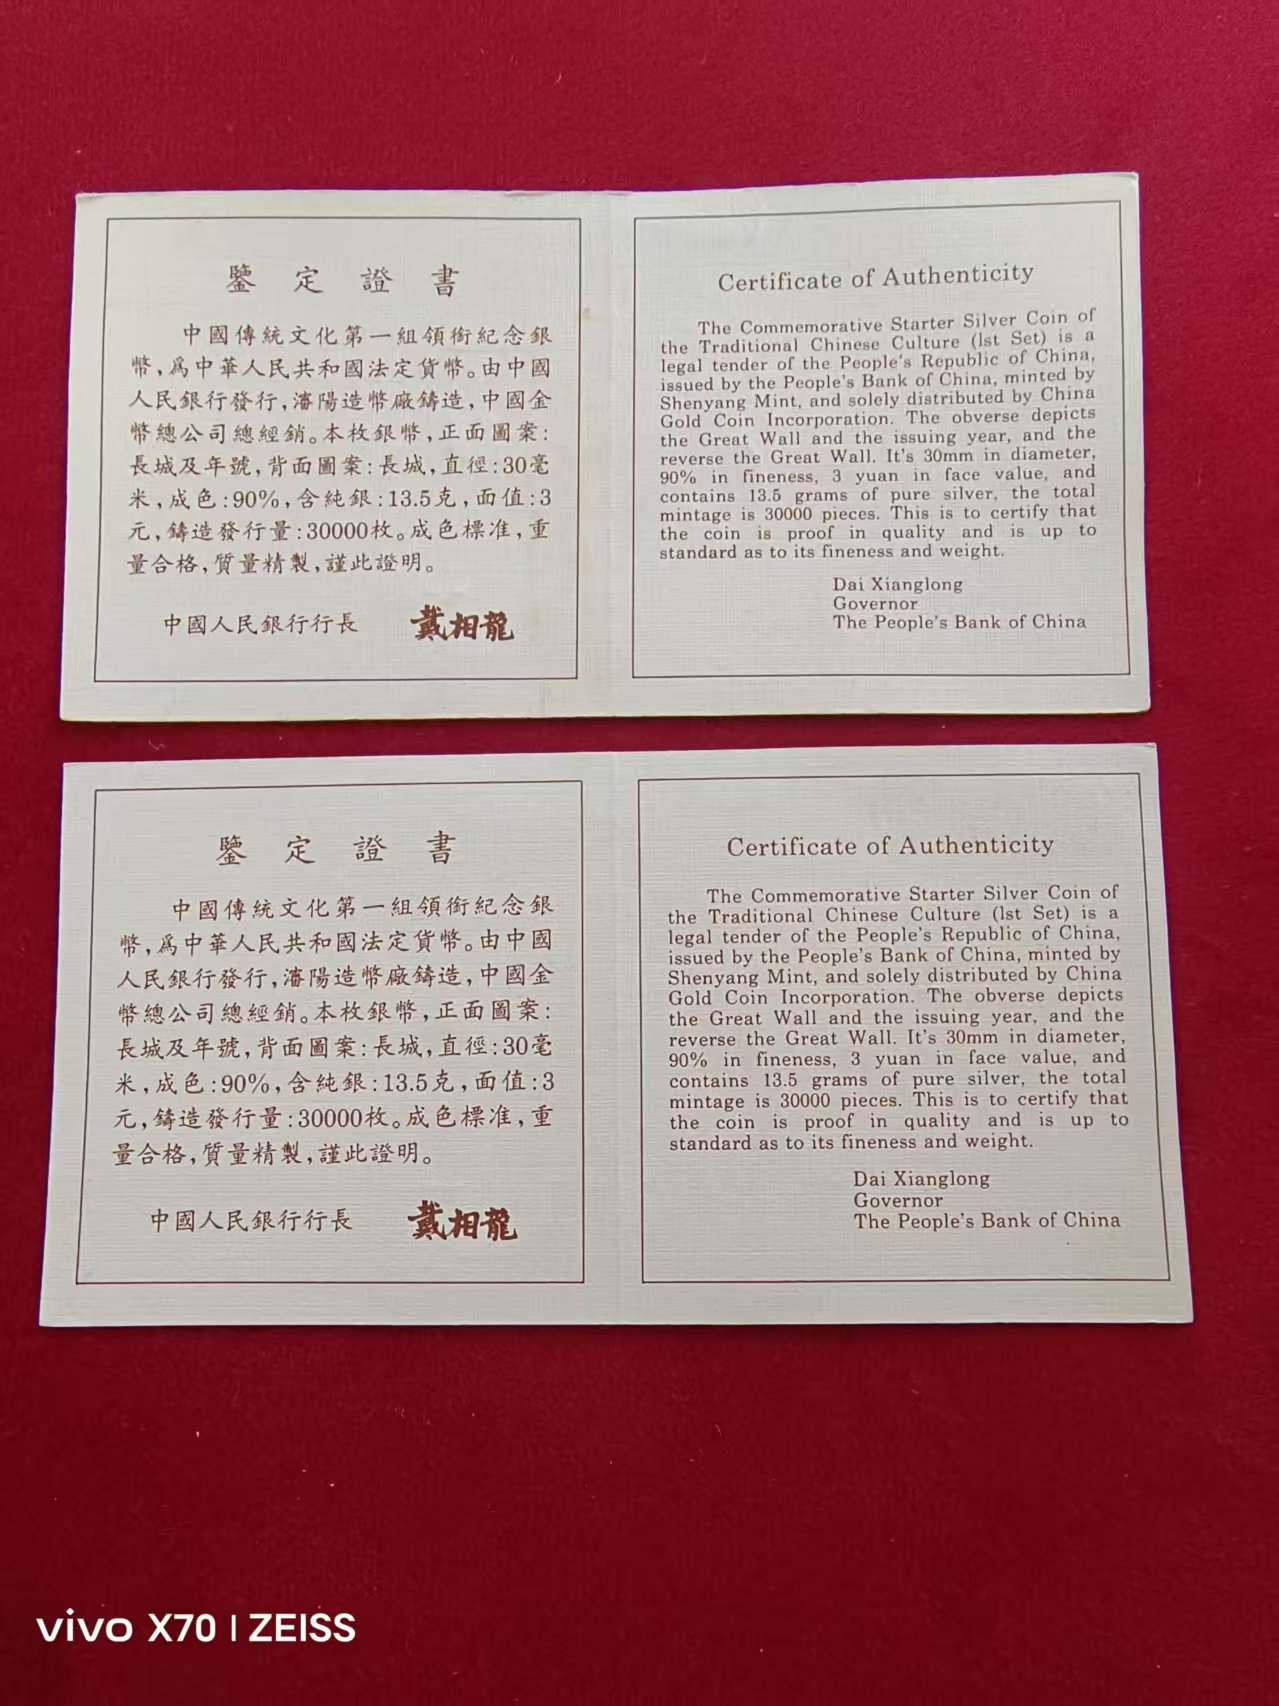 鑒定證書
中國傳統文化第一組領銜紀念銀
幣,爲中華人民共和國法定貨幣。由中國
人民銀行發行,瀋陽造幣廠鑄造,中國金
幣總公司總經銷。本枚銀幣,正面圖案:
長城及年號,背面圖案:長城,直徑:30毫
米,成色:90%,含純銀:13.5克,面值:3
元,鑄造發行量:30000枚。成色標准,重
量合格,質量精製,謹此證明。
中國人民銀行行長 戴相龍
Certificate of Authenticity
The Commemorative Starter Silver Coin of
the Traditional Chinese Culture (lst Set) is a
legal tender of the People's Republic of China,
issued by the People's Bank of China, minted by
Shenyang Mint, and solely distributed by China
Gold Coin Incorporation. The obverse depicts
the Great Wall and the issuing year, and the
reverse the Great Wall. It's 30mm in diameter,
90% in fineness, 3 yuan in face value, and
contains 13.5 grams of pure silver, the total
mintage is 30000 pieces. This is to certify that
the coin is proof in quality and is up to
standard as to its fineness and weight.
Dai Xianglong
Governor
The People's Bank of China
鑒定證書
中國傳統文化第一組領銜紀念銀
幣,爲中華人民共和國法定貨幣。由中國
人民銀行發行,瀋陽造幣廠鑄造,中國金
幣總公司總經銷。本枚銀幣,正面圖案:
長城及年號,背面圖案:長城,直徑:30毫
米,成色:90%,含純銀:13.5克,面值:3
元,鑄造發行量:30000枚。成色標准,重
量合格,質量精製,謹此證明。
中國人民銀行行長 戴相龍
Certificate of Authenticity
The Commemorative Starter Silver Coin of
the Traditional Chinese Culture (lst Set) is a
legal tender of the People's Republic of China,
issued by the People's Bank of China, minted by
Shenyang Mint, and solely distributed by China
Gold Coin Incorporation. The obverse depicts
the Great Wall and the issuing year, and the
reverse the Great Wall. It's 30mm in diameter,
90% in fineness, 3 yuan in face value, and
contains 13.5 grams of pure silver, the total
mintage is 30000 pieces. This is to certify that
the coin is proof in quality and is up to
standard as to its fineness and weight.
Dai Xianglong
Governor
The People's Bank of China
vivo X70 | ZEISS